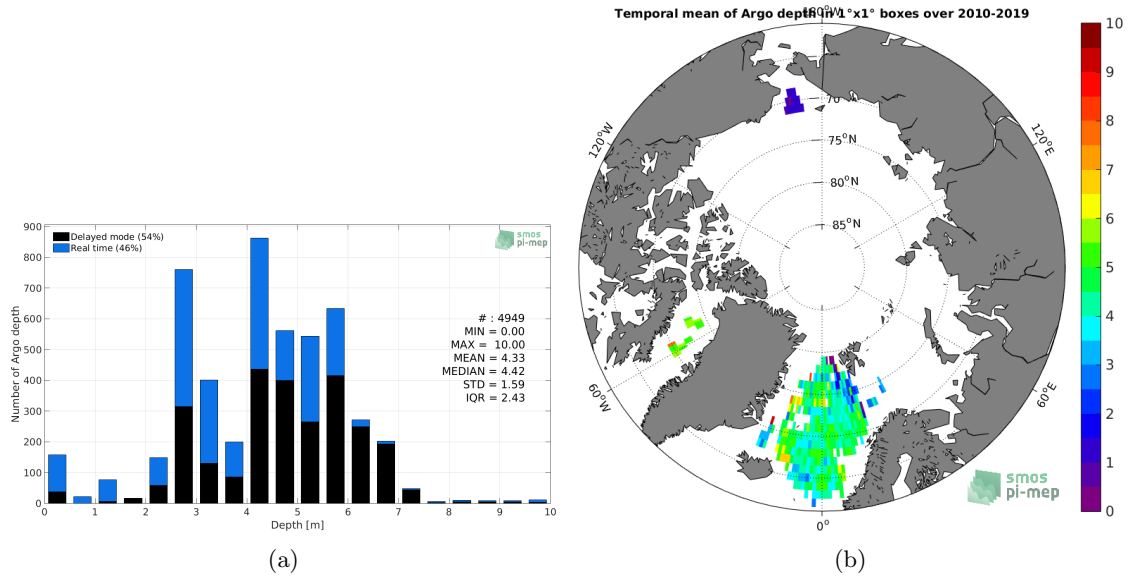 Temporal mean of Argo depth in 1°x1° boxes over 2010-2019
180°W
120°W
120°E
70°N
75°N
80°N
85°N
60°W
60°E
0°
10
9
8
7
6
5
4
3
2
1
0
smos
pi-mep
(b)
Number of Argo depth
900
800
700
600
500
400
300
200
100
0
Delayed mode (54%)
Real time (46%)
smos
pi-mep
# : 4949
MIN = 0.00
MAX = 10.00
MEAN = 4.33
MEDIAN = 4.42
STD = 1.59
IQR = 2.43
0 1 2 3 4 5 6 7 8 9 10
Depth [m]
(a)